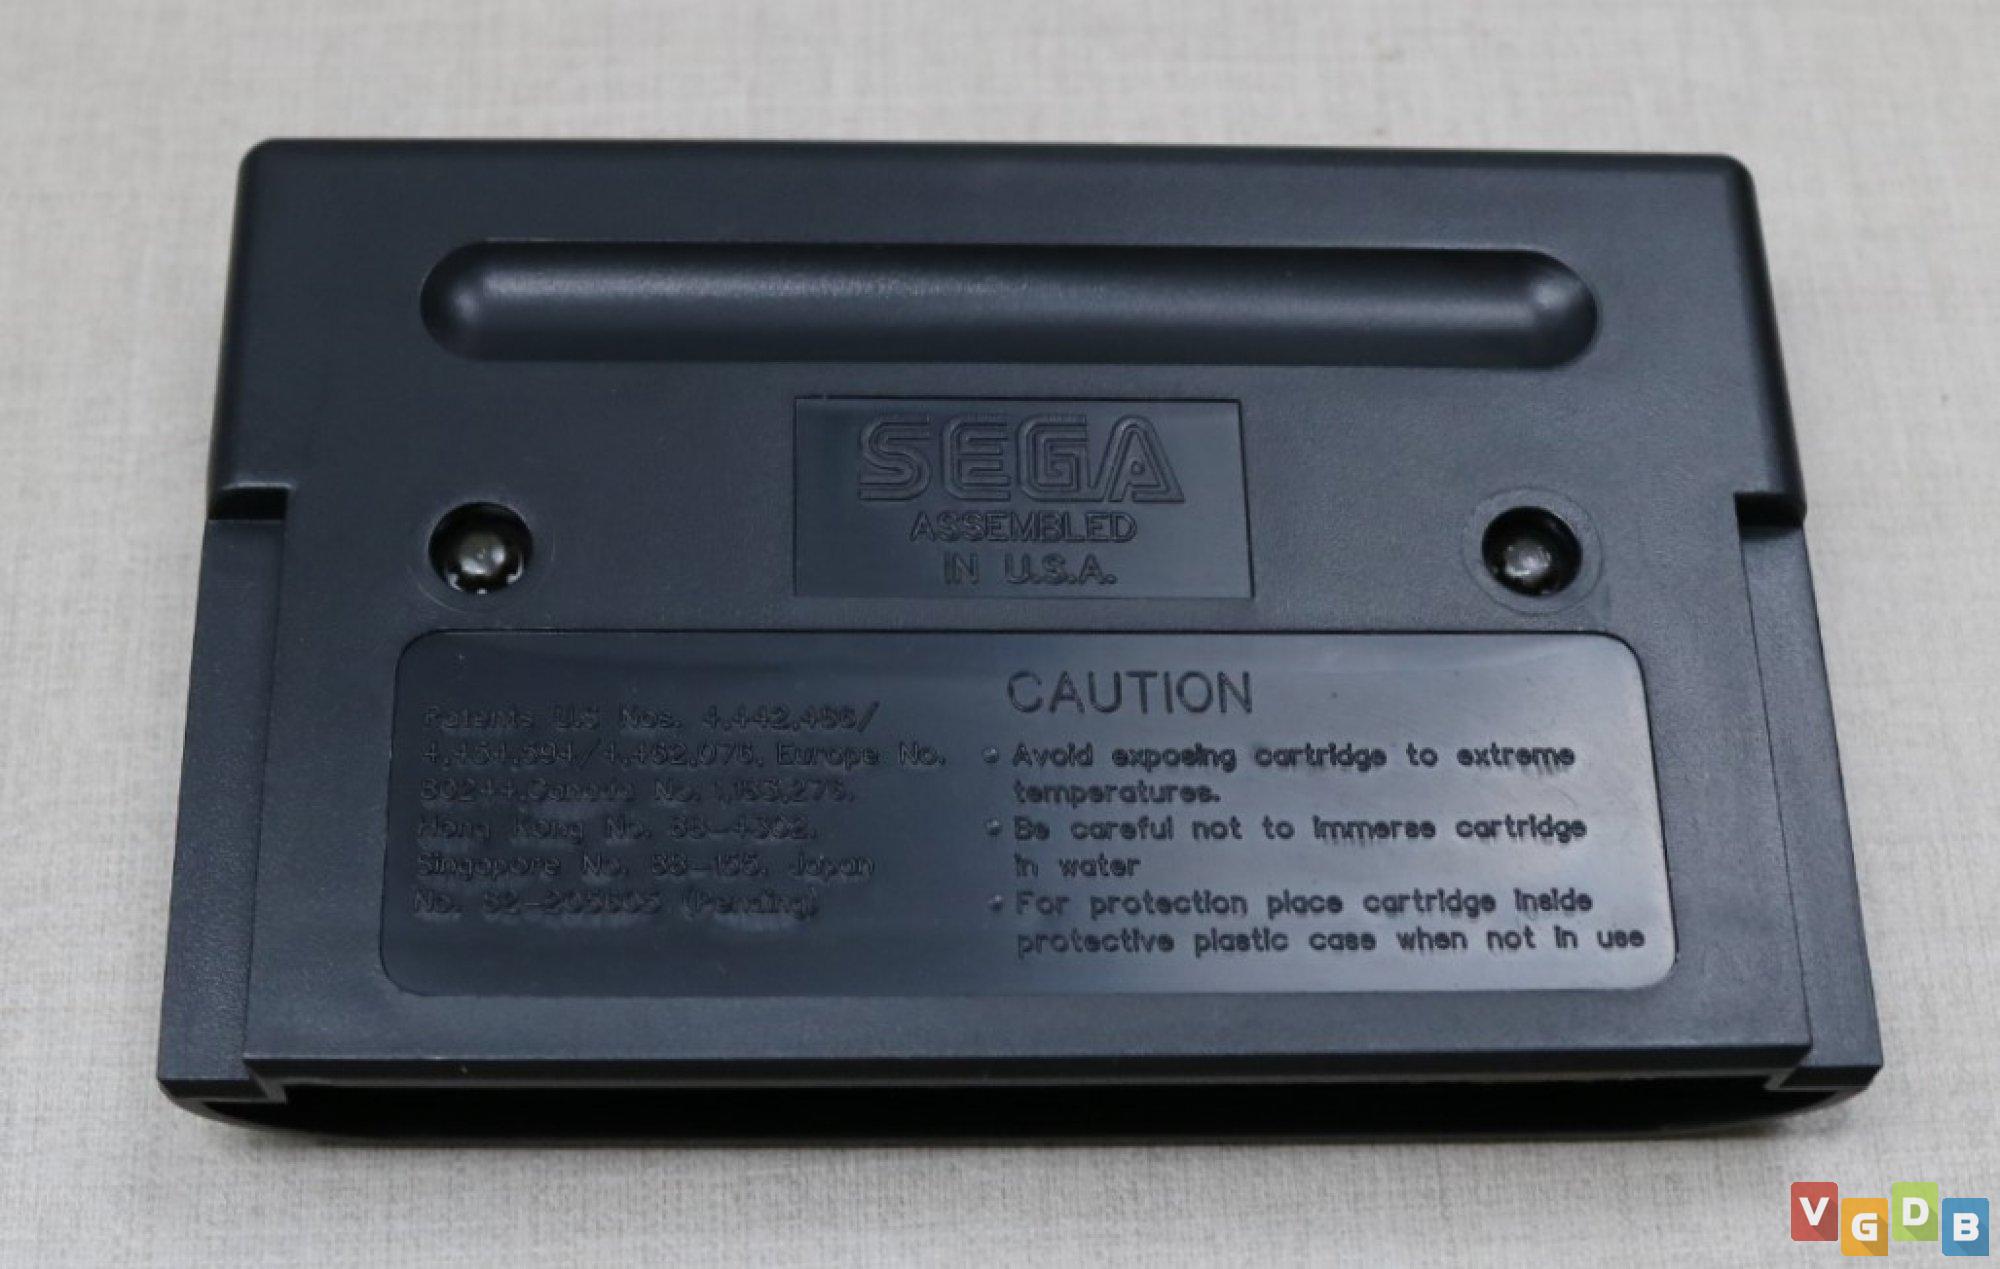 SEGA
ASSEMBLED
IN U.S.A.
Patents U.S Nos. 4,442,486/
4,454,594/4,462,076, Europe No.
80244, Canada No. 1,183,276,
Hong Kong No. 88-4302,
Singapore No. 88-155, Japan
No. 62-205605 (Pending)
CAUTION
• Avoid exposing cartridge to extreme
temperatures.
• Be careful not to immerse cartridge
in water
• For protection place cartridge inside
protective plastic case when not in use
VGDB